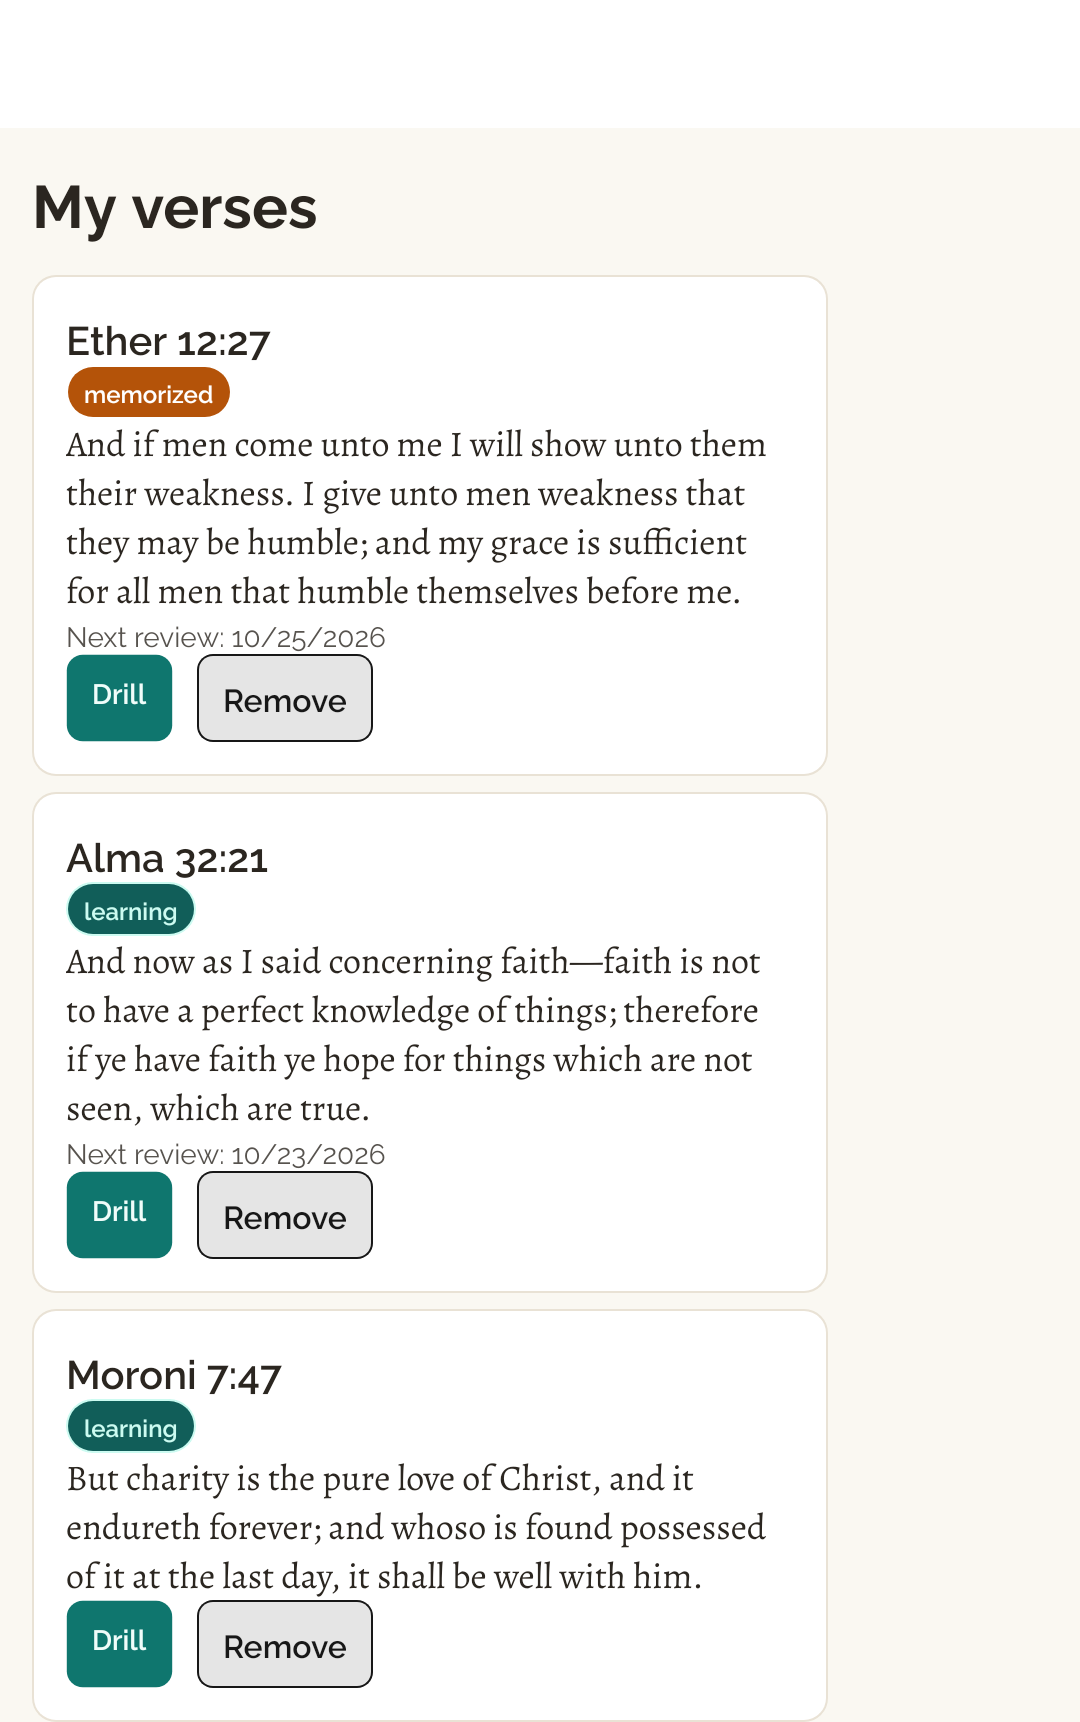 My verses
Ether 12:27
memorized
And if men come unto me I will show unto them
their weakness. I give unto men weakness that
they may be humble; and my grace is sufficient
for all men that humble themselves before me.
Next review: 10/25/2026
Drill Remove
Alma 32:21
learning
And now as I said concerning faith—faith is not
to have a perfect knowledge of things; therefore
if ye have faith ye hope for things which are not
seen, which are true.
Next review: 10/23/2026
Drill Remove
Moroni 7:47
learning
But charity is the pure love of Christ, and it
endureth forever; and whoso is found possessed
of it at the last day, it shall be well with him.
Drill Remove